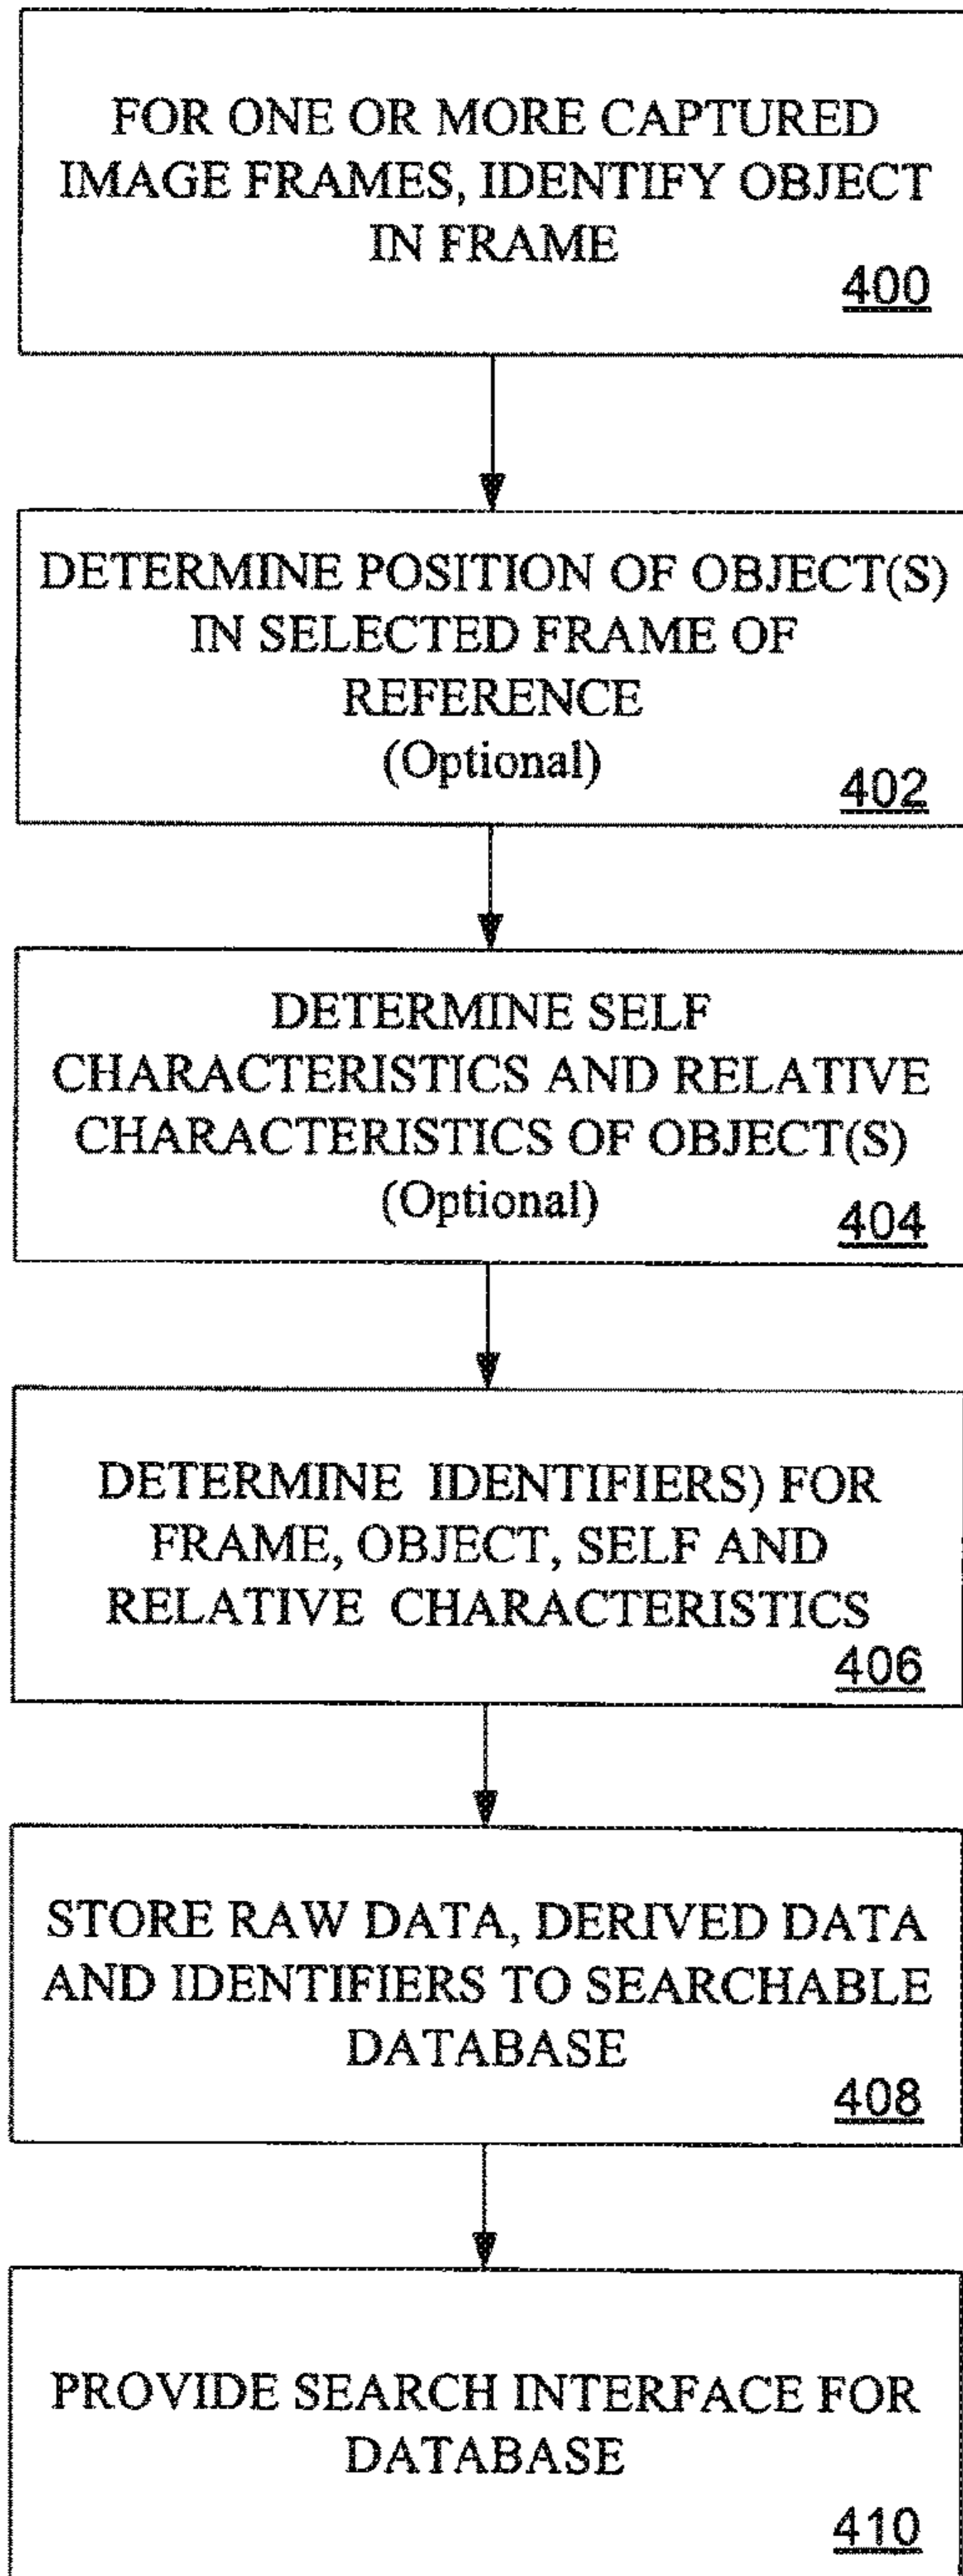 FOR ONE OR MORE CAPTURED
IMAGE FRAMES, IDENTIFY OBJECT
IN FRAME
400
DETERMINE POSITION OF OBJECT(S)
IN SELECTED FRAME OF
REFERENCE
(Optional)
402
DETERMINE SELF
CHARACTERISTICS AND RELATIVE
CHARACTERISTICS OF OBJECT(S)
(Optional)
404
DETERMINE IDENTIFIERS) FOR
FRAME, OBJECT, SELF AND
RELATIVE CHARACTERISTICS
406
STORE RAW DATA, DERIVED DATA
AND IDENTIFIERS TO SEARCHABLE
DATABASE
408
PROVIDE SEARCH INTERFACE FOR
DATABASE
410